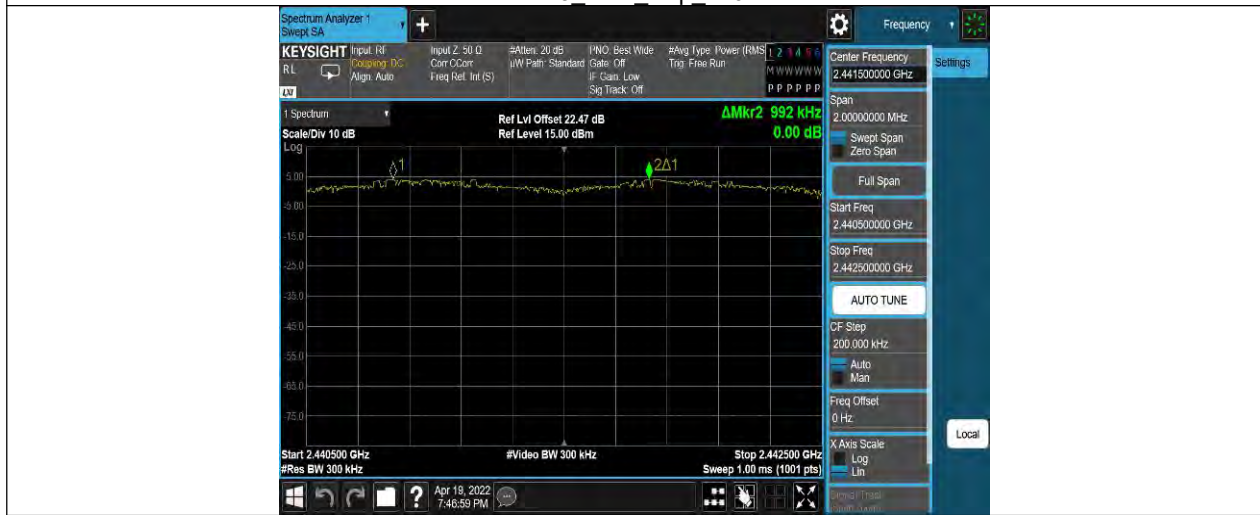 Spectrum Analyzer 1
Swept SA
+
Frequency
KEYSIGHT
RL
LXI
Input: RF
Coupling: DC
Align: Auto
Input Z: 50 Ω
Corr CCorr
Freq Ref: Int (S)
#Atten: 20 dB
µW Path: Standard
PNO: Best Wide
Gate: Off
IF Gain: Low
Sig Track: Off
#Avg Type: Power (RMS
Trig: Free Run
1 2 3 4 5 6
M W W W W W
P P P P P P
1 Spectrum
Scale/Div 10 dB
Log
Ref Lvl Offset 22.47 dB
Ref Level 15.00 dBm
ΔMkr2 992 kHz
0.00 dB
1
2Δ1
5.00
-5.00
-15.0
-25.0
-35.0
-45.0
-55.0
-65.0
-75.0
Start 2.440500 GHz
#Res BW 300 kHz
#Video BW 300 kHz
Stop 2.442500 GHz
Sweep 1.00 ms (1001 pts)
?
Apr 19, 2022
7:46:59 PM
Center Frequency
2.441500000 GHz
Settings
Span
2.00000000 MHz
Swept Span
Zero Span
Full Span
Start Freq
2.440500000 GHz
Stop Freq
2.442500000 GHz
AUTO TUNE
CF Step
200.000 kHz
Auto
Man
Freq Offset
0 Hz
X Axis Scale
Log
Lin
Local